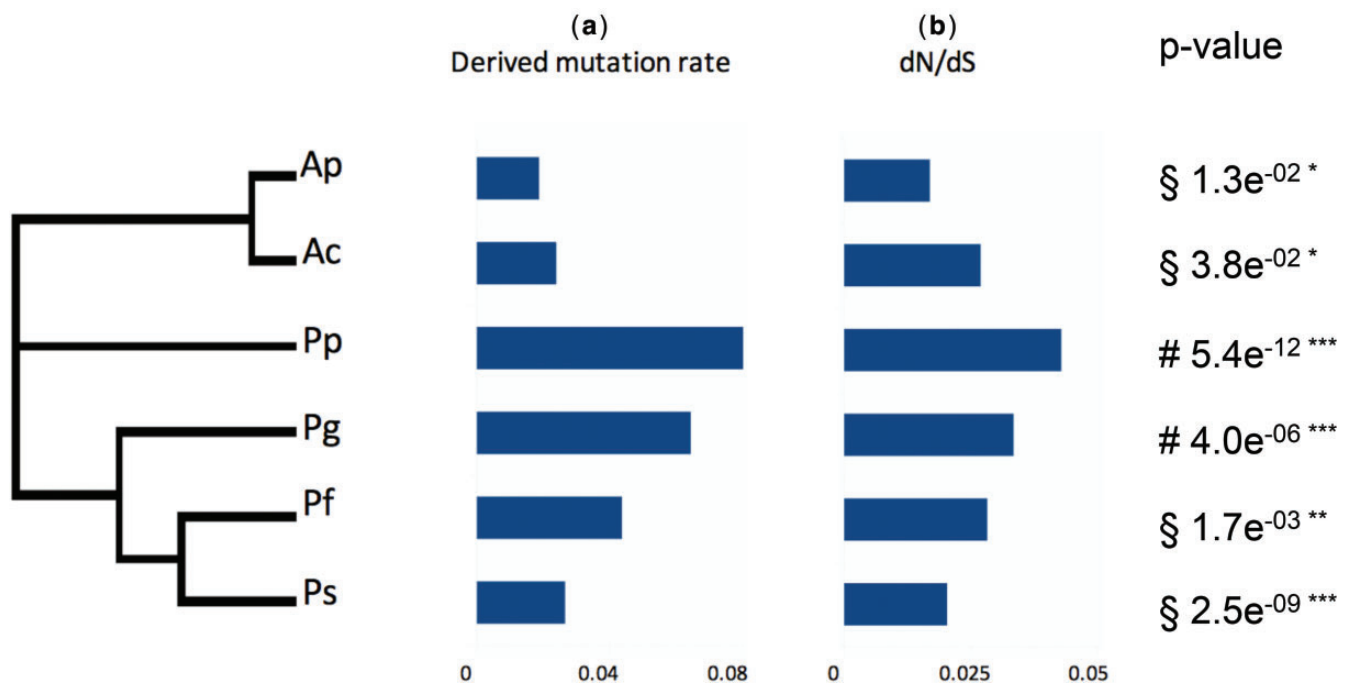 (a) (b)
Derived mutation rate dN/dS p-value
Ap § 1.3e-02 *
Ac § 3.8e-02 *
Pp # 5.4e-12 ***
Pg # 4.0e-06 ***
Pf § 1.7e-03 **
Ps § 2.5e-09 ***
0 0.04 0.08 0 0.025 0.05